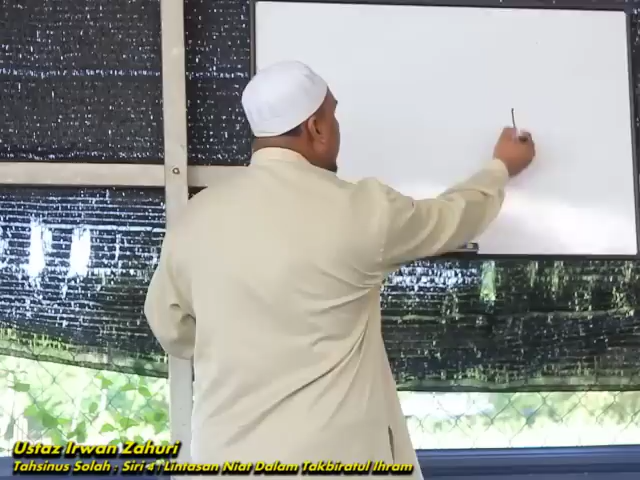 Ustaz Irwan Zahuri
Tahsinus Solah : Siri 4 : Lintasan Niat Dalam Takbiratul Ihram